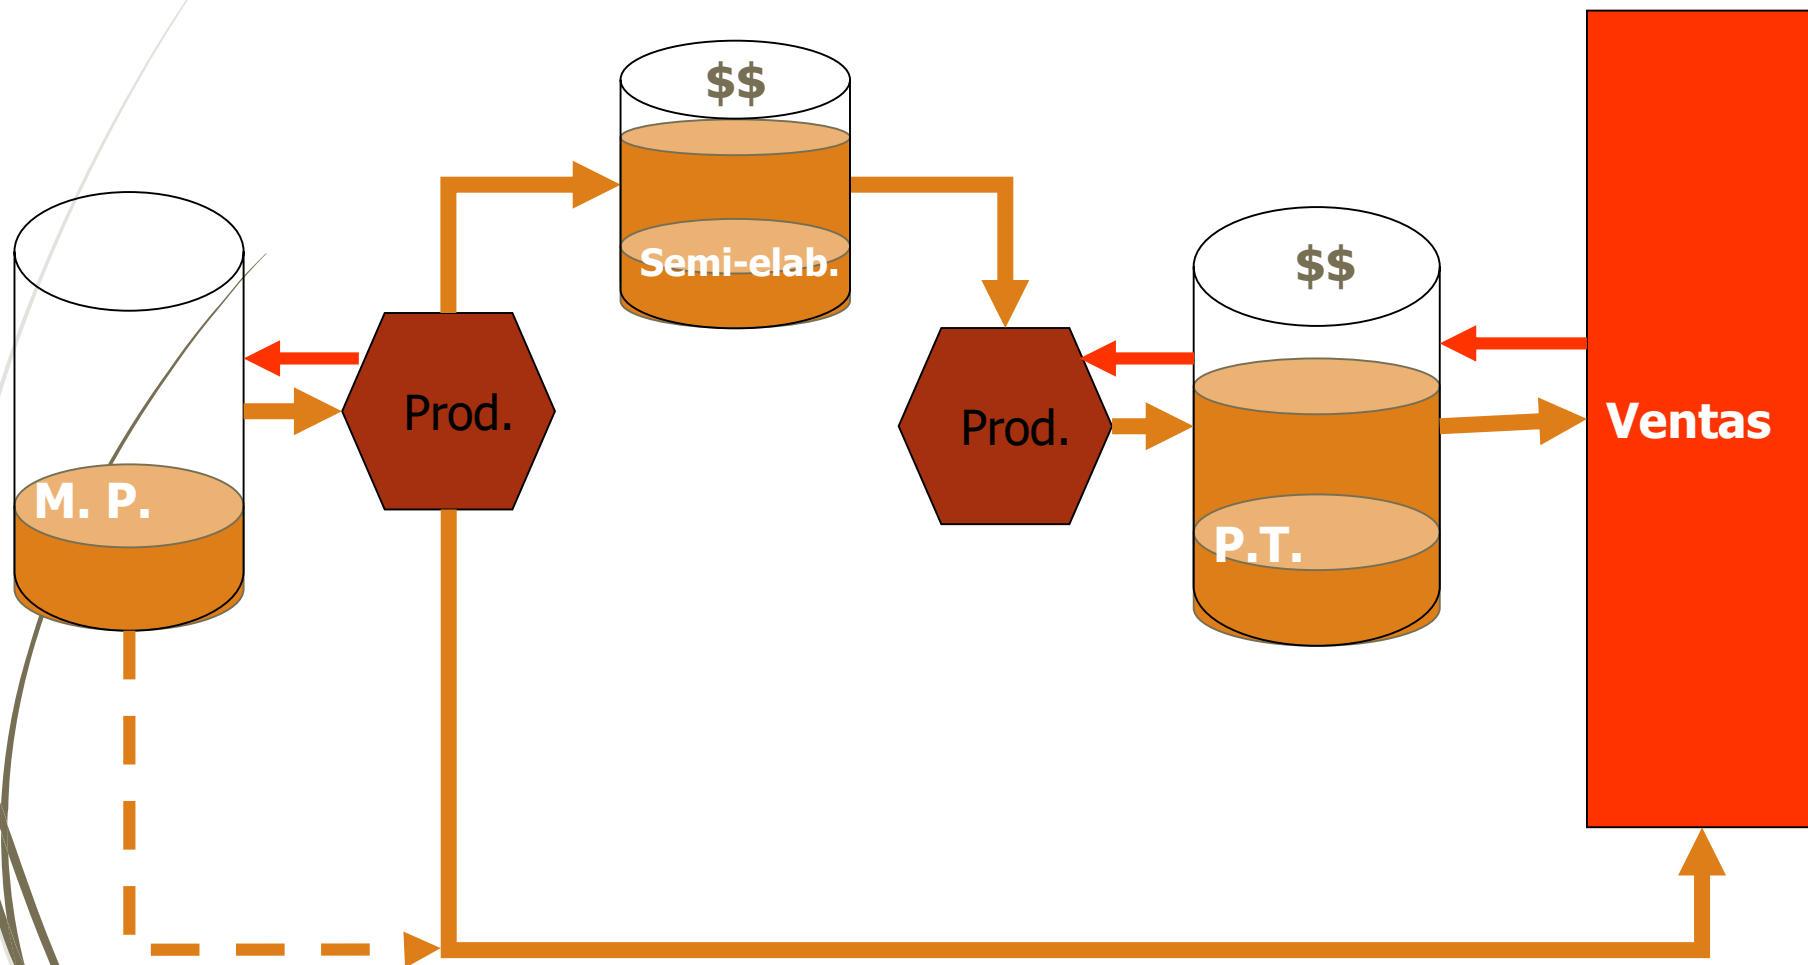 $$
Semi-elab.
$$
M. P.
Prod.
Prod.
P.T.
Ventas